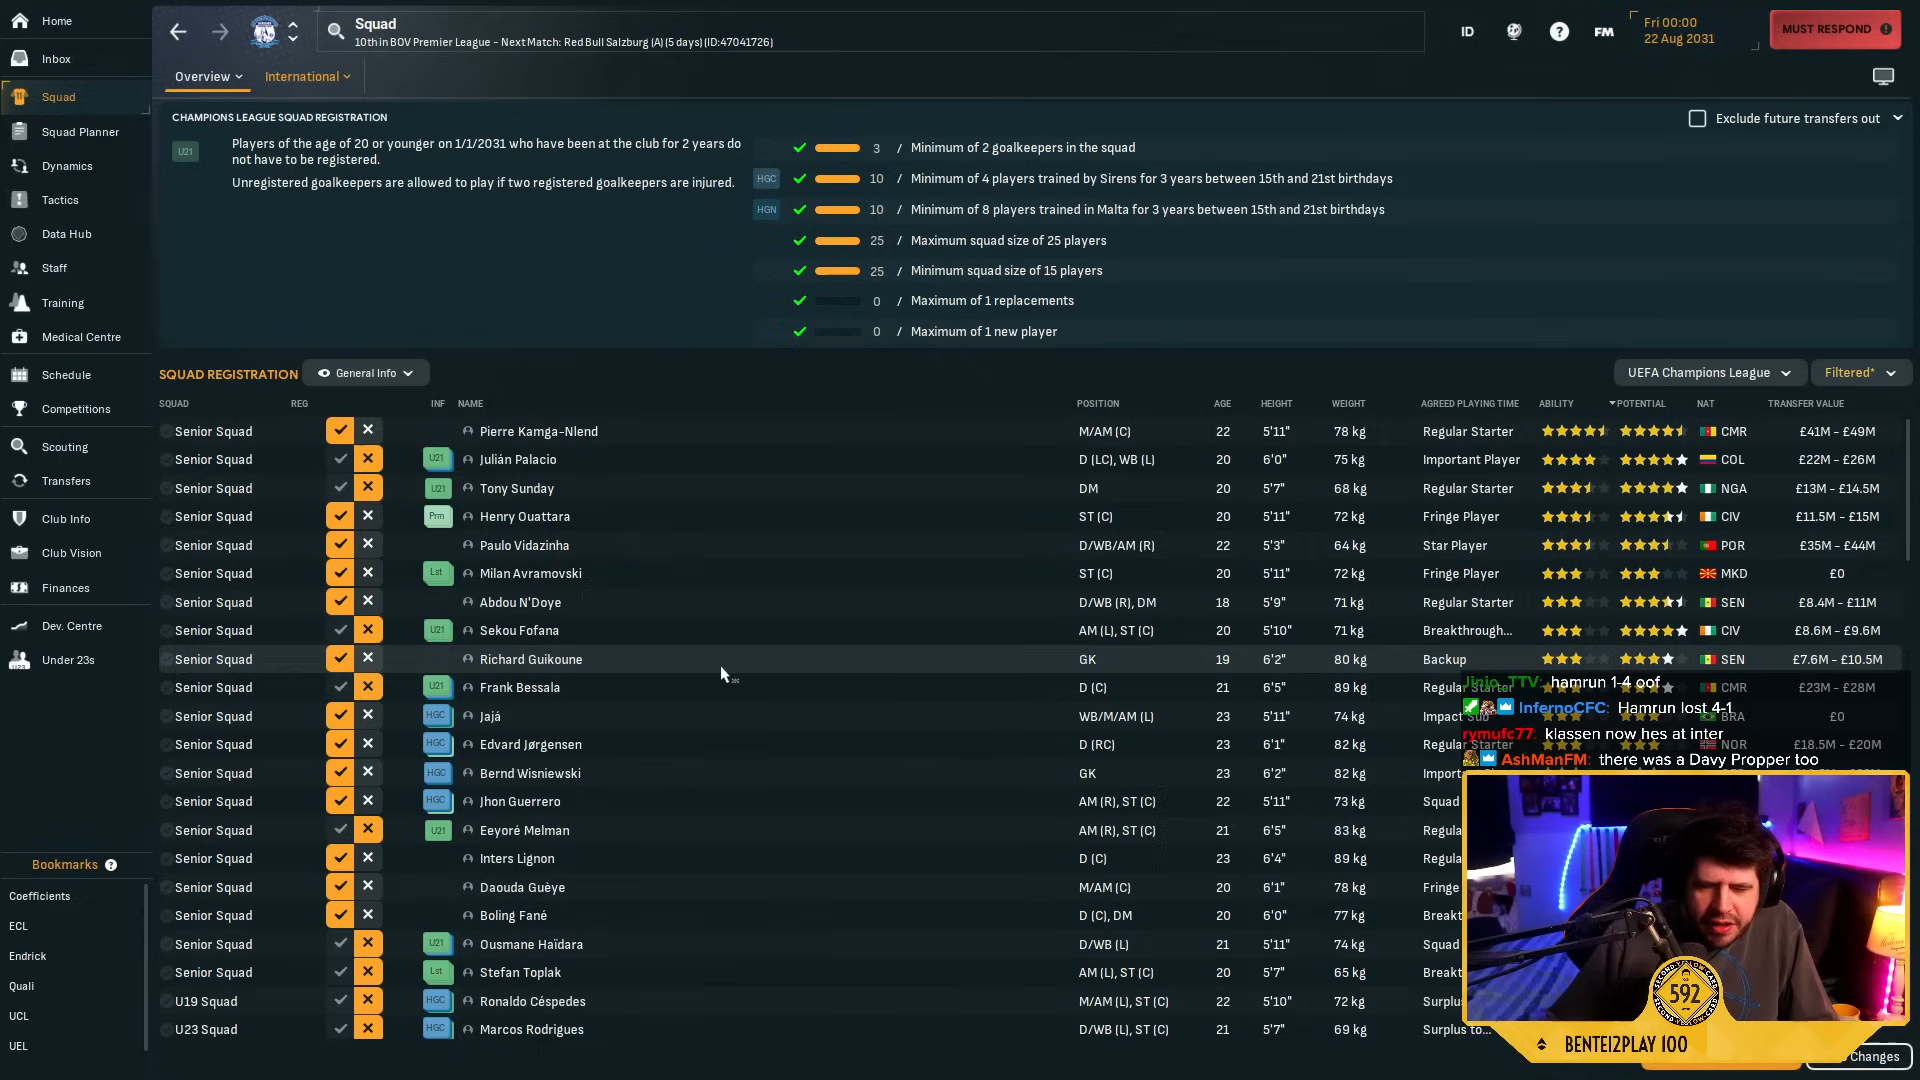 Home
Inbox
Squad
Squad Planner
Dynamics
Tactics
Data Hub
Staff
Training
Medical Centre
Schedule
Competitions
Scouting
Transfers
Club Info
Club Vision
Finances
Dev. Centre
Under 23s
Bookmarks ?
Coefficients
ECL
Endrick
Quali
UCL
UEL
Squad
10th in BOV Premier League - Next Match: Red Bull Salzburg (A) (5 days) (ID:47041726)
ID ? FM
Fri 00:00
22 Aug 2031
MUST RESPOND
Overview International
CHAMPIONS LEAGUE SQUAD REGISTRATION
Exclude future transfers out
U21 Players of the age of 20 or younger on 1/1/2031 who have been at the club for 2 years do
not have to be registered.
Unregistered goalkeepers are allowed to play if two registered goalkeepers are injured.
3 / Minimum of 2 goalkeepers in the squad
HGC 10 / Minimum of 4 players trained by Sirens for 3 years between 15th and 21st birthdays
HGN 10 / Minimum of 8 players trained in Malta for 3 years between 15th and 21st birthdays
25 / Maximum squad size of 25 players
25 / Minimum squad size of 15 players
0 / Maximum of 1 replacements
0 / Maximum of 1 new player
SQUAD REGISTRATION General Info
UEFA Champions League Filtered*
SQUAD REG INF NAME POSITION AGE HEIGHT WEIGHT AGREED PLAYING TIME ABILITY POTENTIAL NAT TRANSFER VALUE
Senior Squad Pierre Kamga-Nlend M/AM (C) 22 5'11" 78 kg Regular Starter CMR £41M - £49M
Senior Squad U21 Julián Palacio D (LC), WB (L) 20 6'0" 75 kg Important Player COL £22M - £26M
Senior Squad U21 Tony Sunday DM 20 5'7" 68 kg Regular Starter NGA £13M - £14.5M
Senior Squad Prm Henry Ouattara ST (C) 20 5'11" 72 kg Fringe Player CIV £11.5M - £15M
Senior Squad Paulo Vidazinha D/WB/AM (R) 22 5'3" 64 kg Star Player POR £35M - £44M
Senior Squad Lst Milan Avramovski ST (C) 20 5'11" 72 kg Fringe Player MKD £0
Senior Squad Abdou N'Doye D/WB (R), DM 18 5'9" 71 kg Regular Starter SEN £8.4M - £11M
Senior Squad U21 Sekou Fofana AM (L), ST (C) 20 5'10" 71 kg Breakthrough... CIV £8.6M - £9.6M
Senior Squad Richard Guikoune GK 19 6'2" 80 kg Backup SEN £7.6M - £10.5M
Senior Squad U21 Frank Bessala D (C) 21 6'5" 89 kg Regular Starter CMR £23M - £28M
Senior Squad HGC Jajá WB/M/AM (L) 23 5'11" 74 kg Impact Sub BRA £0
Senior Squad HGC Edvard Jørgensen D (RC) 23 6'1" 82 kg Regular Starter NOR £18.5M - £20M
Senior Squad HGC Bernd Wisniewski GK 23 6'2" 82 kg Import
Senior Squad HGC Jhon Guerrero AM (R), ST (C) 22 5'11" 73 kg Squad
Senior Squad U21 Eeyoré Melman AM (R), ST (C) 21 6'5" 83 kg Regula
Senior Squad Inters Lignon D (C) 23 6'4" 89 kg Regula
Senior Squad Daouda Guèye M/AM (C) 20 6'1" 78 kg Fringe
Senior Squad Boling Fané D (C), DM 20 6'0" 77 kg Breakt
Senior Squad U21 Ousmane Haïdara D/WB (L) 21 5'11" 74 kg Squad
Senior Squad Lst Stefan Toplak AM (L), ST (C) 20 5'7" 65 kg Breakt
U19 Squad HGC Ronaldo Céspedes M/AM (L), ST (C) 22 5'10" 72 kg Surplus
U23 Squad HGC Marcos Rodrigues D/WB (L), ST (C) 21 5'7" 69 kg Surplus to...
Jinjo_TTV: hamrun 1-4 oof
InfernoCFC: Hamrun lost 4-1
rymufc77: klassen now hes at inter
AshManFM: there was a Davy Propper too
SECOND YELLOW CARD
592
BENTEI2PLAY 100
Changes